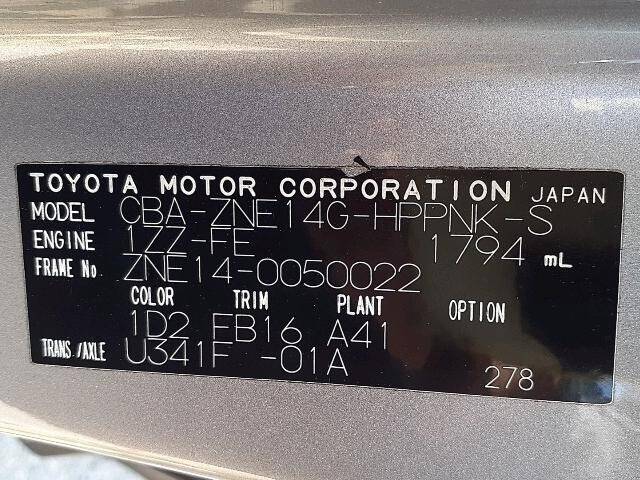 TOYOTA MOTOR CORPORATION JAPAN
MODEL CBA-ZNE14G-HPPNK-S
ENGINE 1ZZ-FE 1794 mL
FRAME No. ZNE14-0050022
COLOR TRIM PLANT OPTION
1D2 FB16 A41
TRANS./AXLE U341F -01A
278